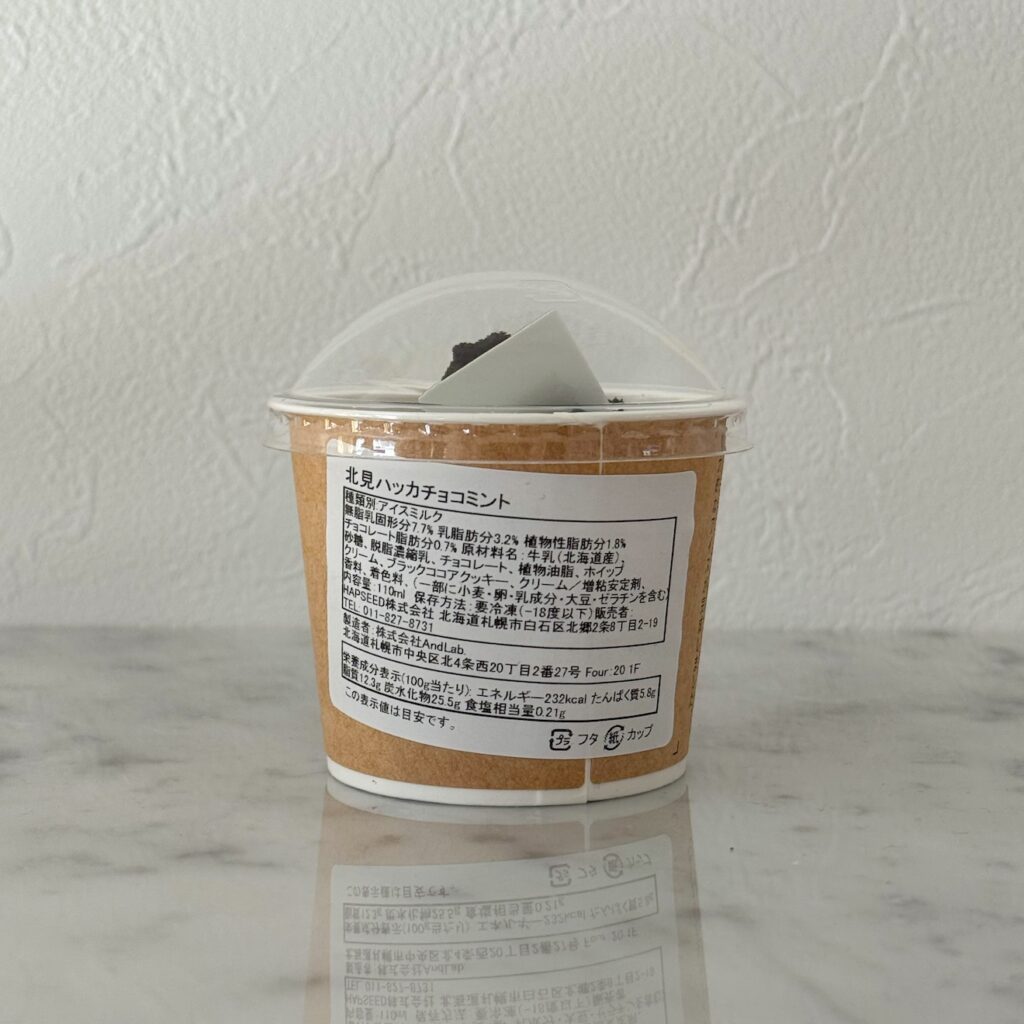 北見ハッカチョコミント
種類別:アイスミルク
無脂乳固形分7.7% 乳脂肪分3.2% 植物性脂肪分1.8%
チョコレート脂肪分0.7% 原材料名:牛乳(北海道産)、
砂糖、脱脂濃縮乳、チョコレート、植物油脂、ホイップ
クリーム、ブラックココアクッキー、クリーム／増粘安定剤、
香料、着色料、(一部に小麦・卵・乳成分・大豆・ゼラチンを含む)
内容量:110ml 保存方法:要冷凍(-18度以下)販売者:
HAPSEED株式会社 北海道札幌市白石区北郷2条8丁目2-19
TEL 011-827-8731
製造者:株式会社AndLab.
北海道札幌市中央区北4条西20丁目2番27号 Four:20 1F
栄養成分表示(100g当たり): エネルギー232kcal たんぱく質5.8g
脂質12.3g 炭水化物25.5g 食塩相当量0.21g
この表示値は目安です。
プラ フタ 紙 カップ